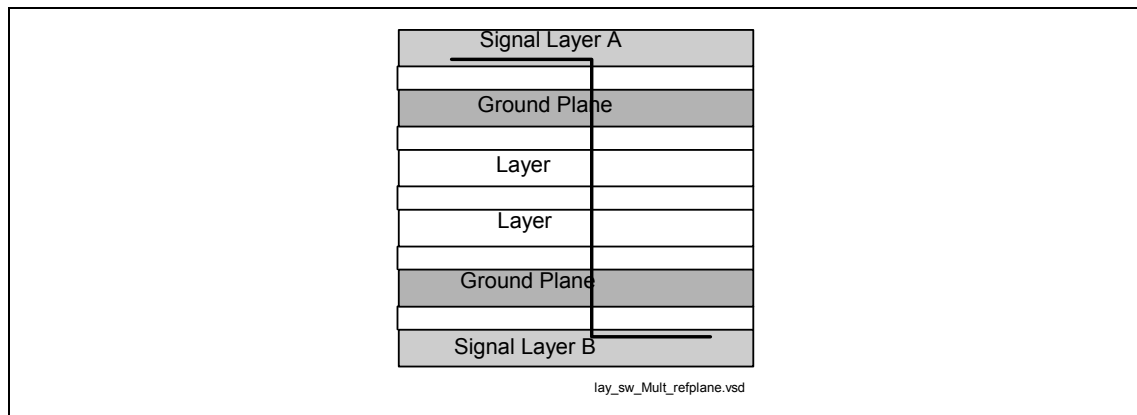 Signal Layer A
Ground Plane
Layer
Layer
Ground Plane
Signal Layer B
lay_sw_Mult_refplane.vsd